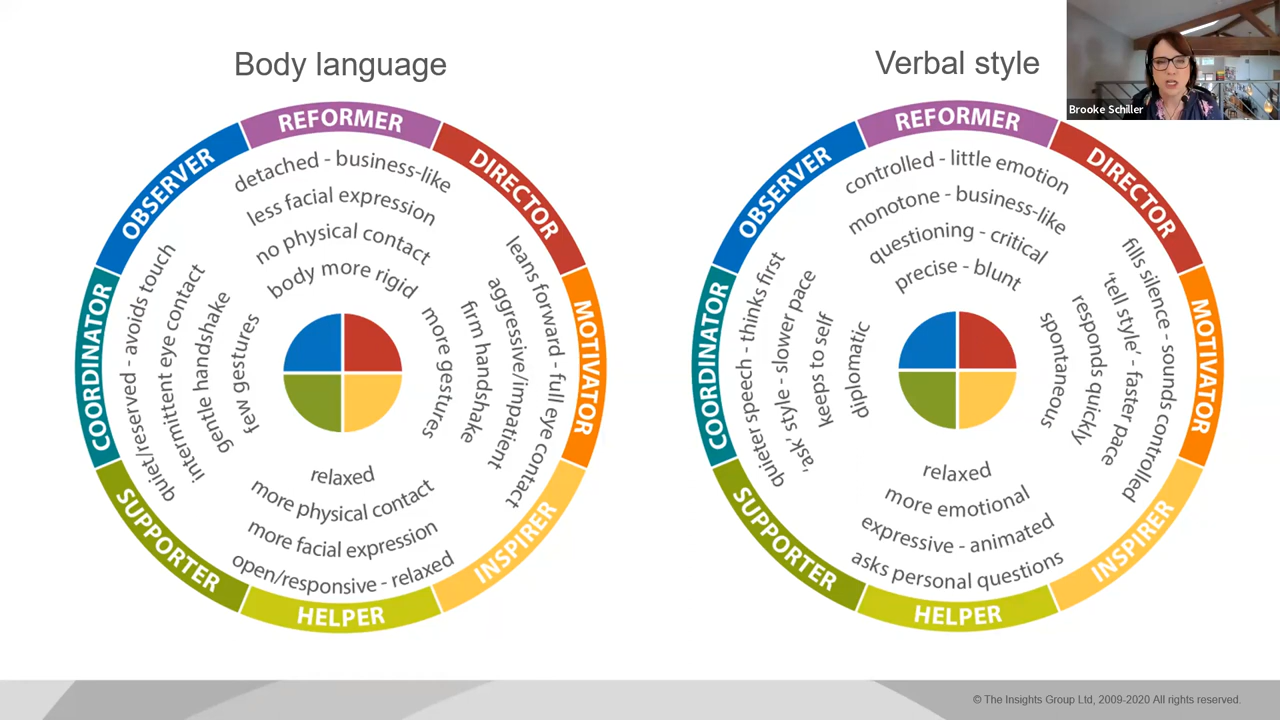 Body language
REFORMER
DIRECTOR
MOTIVATOR
INSPIRER
HELPER
SUPPORTER
COORDINATOR
OBSERVER
detached - business-like
less facial expression
no physical contact
body more rigid
leans forward - full eye contact
aggressive/impatient
firm handshake
more gestures
relaxed
more physical contact
more facial expression
open/responsive - relaxed
quiet/reserved - avoids touch
intermittent eye contact
gentle handshake
few gestures
Verbal style
REFORMER
DIRECTOR
MOTIVATOR
INSPIRER
HELPER
SUPPORTER
COORDINATOR
OBSERVER
controlled - little emotion
monotone - business-like
questioning - critical
precise - blunt
fills silence - sounds controlled
'tell style' - faster pace
responds quickly
spontaneous
relaxed
more emotional
expressive - animated
asks personal questions
quieter speech - thinks first
'ask' style - slower pace
keeps to self
diplomatic
Brooke Schiller
© The Insights Group Ltd, 2009-2020 All rights reserved.